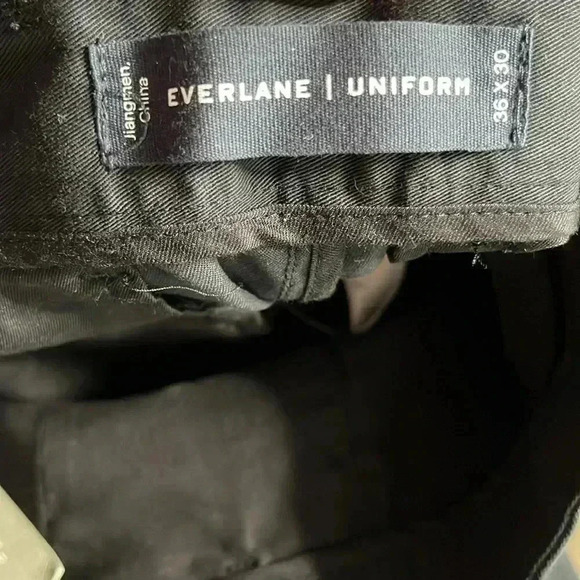 Jiangmen,
China
EVERLANE | UNIFORM
36 X 30